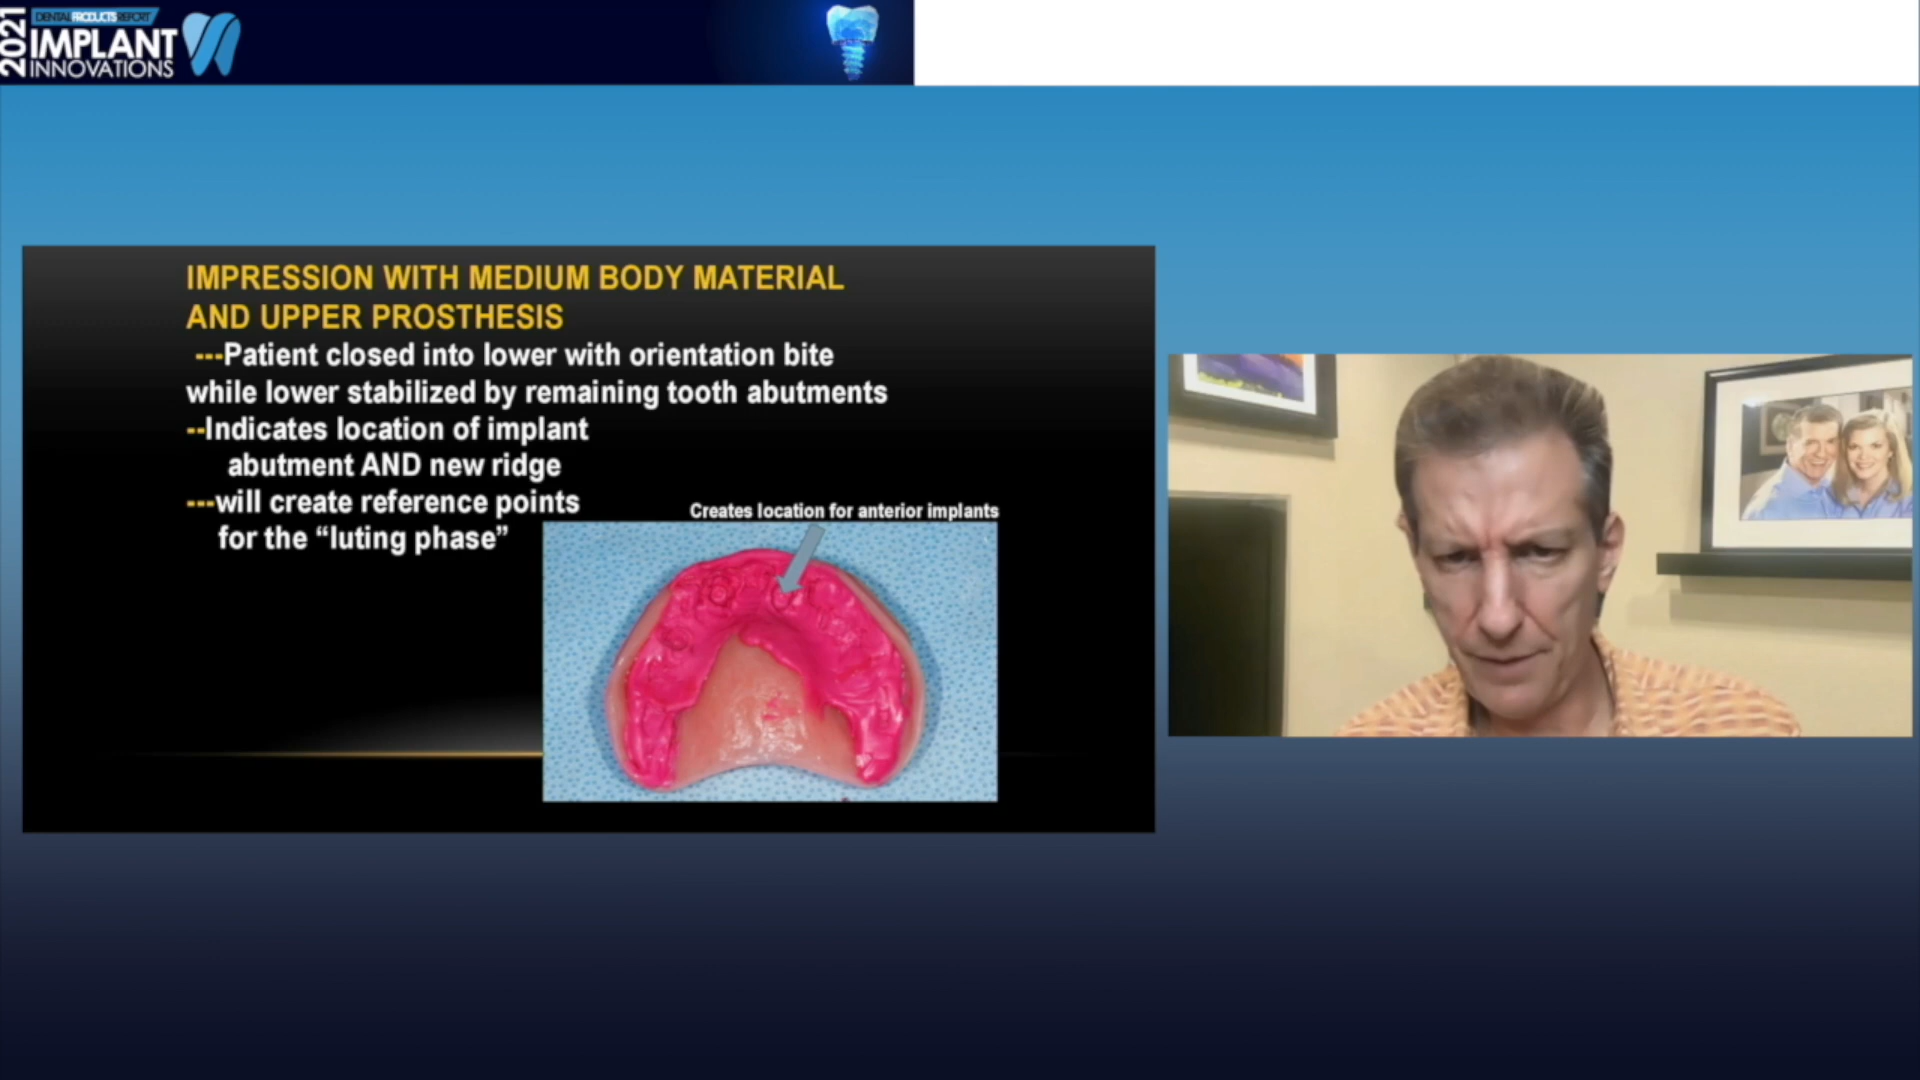 2021
DENTAL PRODUCTS REPORT
IMPLANT
INNOVATIONS
IMPRESSION WITH MEDIUM BODY MATERIAL
AND UPPER PROSTHESIS
---Patient closed into lower with orientation bite
while lower stabilized by remaining tooth abutments
--Indicates location of implant
abutment AND new ridge
---will create reference points
for the “luting phase”
Creates location for anterior implants